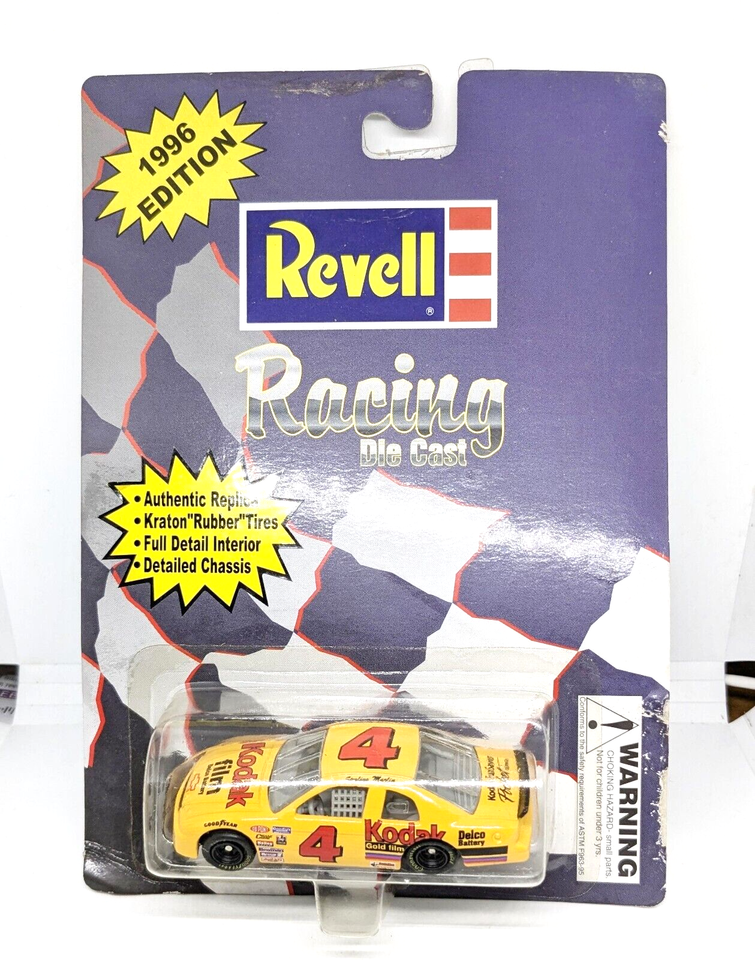 1996
EDITION
Revell
®
Racing
Die Cast
• Authentic Replica
• Kraton"Rubber"Tires
• Full Detail Interior
• Detailed Chassis
WARNING
CHOKING HAZARD- small parts.
Not for children under 3 yrs.
Conforms to the safety requirements of ASTM F963-95
4
Sterling Marlin
Kodak
film
GOODYEAR
4
Kodak
Gold film
Delco
Battery